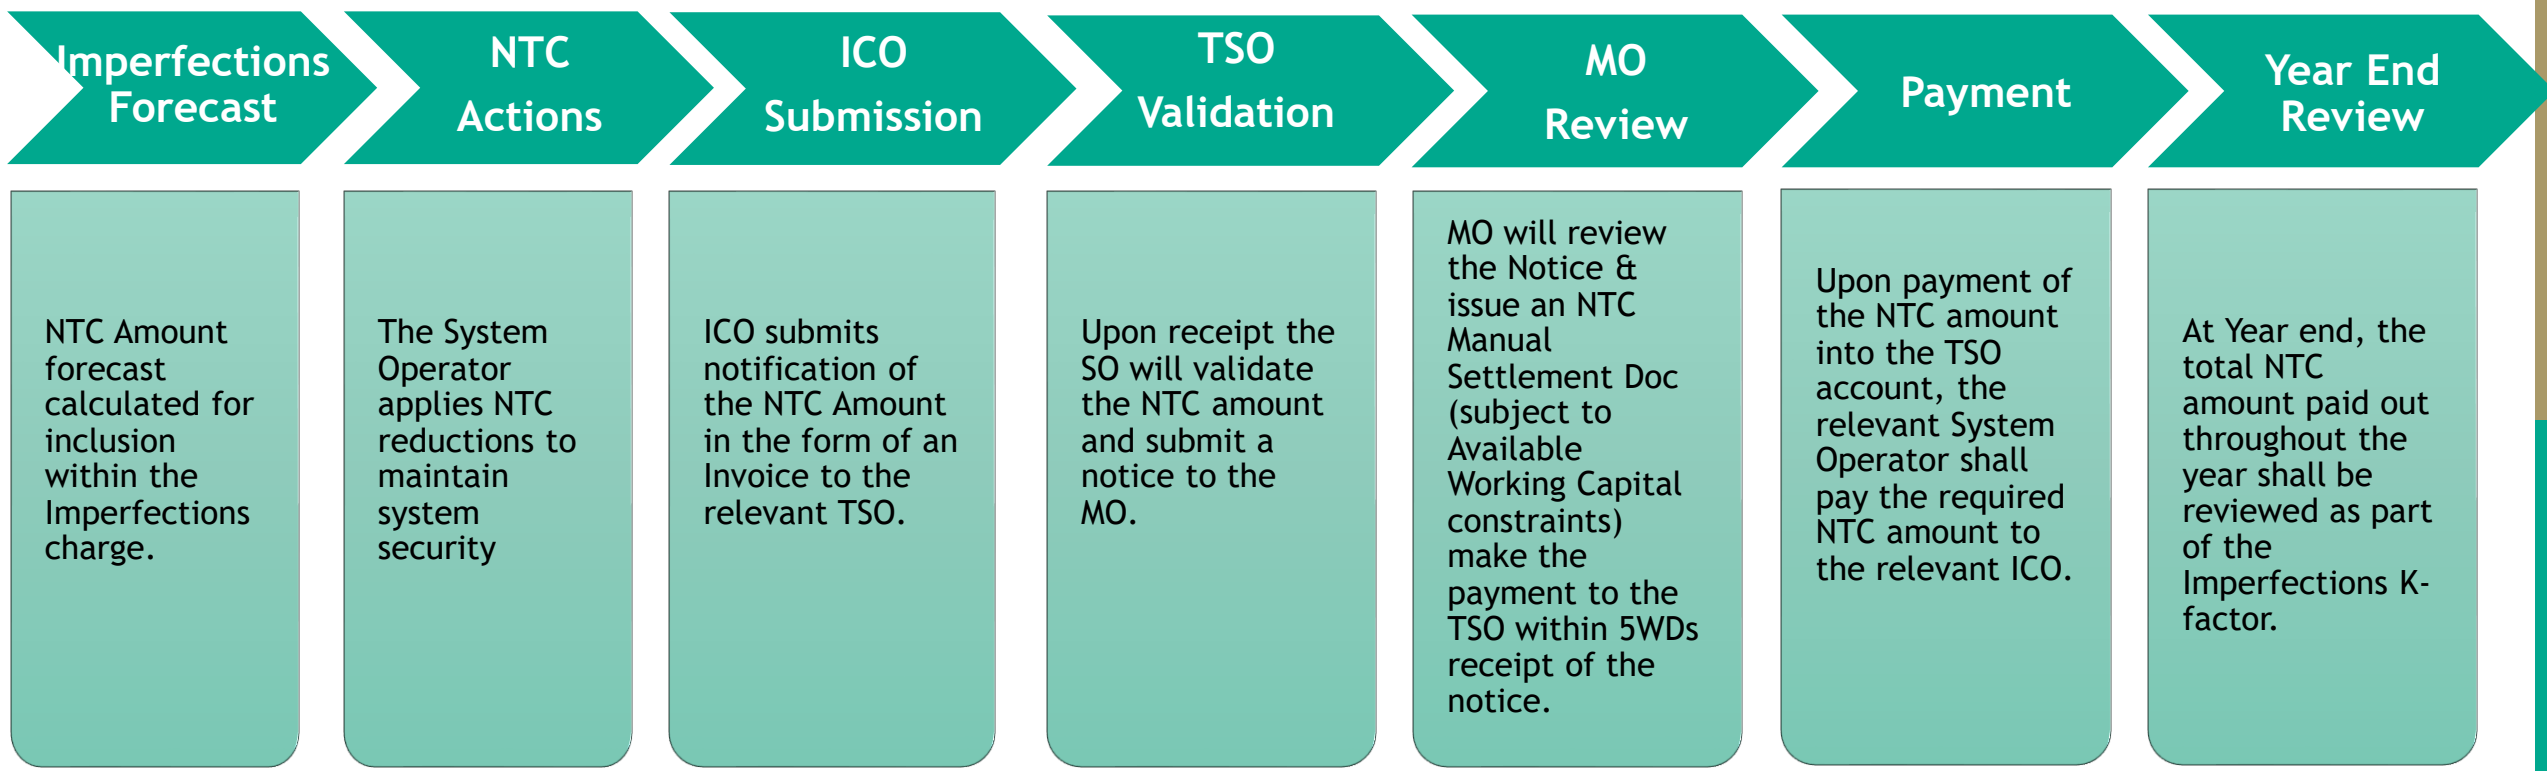 Imperfections
Forecast
NTC
Actions
ICO
Submission
TSO
Validation
MO
Review
Payment
Year End
Review
NTC Amount
forecast
calculated for
inclusion
within the
Imperfections
charge.
The System
Operator
applies NTC
reductions to
maintain
system
security
ICO submits
notification of
the NTC Amount
in the form of an
Invoice to the
relevant TSO.
Upon receipt the
SO will validate
the NTC amount
and submit a
notice to the
MO.
MO will review
the Notice &
issue an NTC
Manual
Settlement Doc
(subject to
Available
Working Capital
constraints)
make the
payment to the
TSO within 5WDs
receipt of the
notice.
Upon payment of
the NTC amount
into the TSO
account, the
relevant System
Operator shall
pay the required
NTC amount to
the relevant ICO.
At Year end, the
total NTC
amount paid out
throughout the
year shall be
reviewed as part
of the
Imperfections K-
factor.